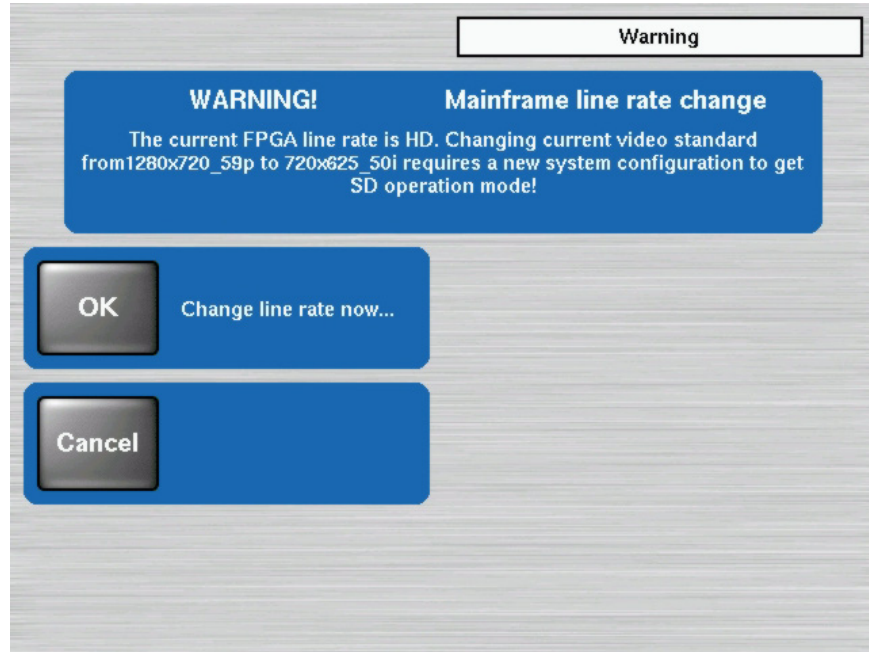 Warning
WARNING! Mainframe line rate change
The current FPGA line rate is HD. Changing current video standard
from1280x720_59p to 720x625_50i requires a new system configuration to get
SD operation mode!
OK Change line rate now...
Cancel